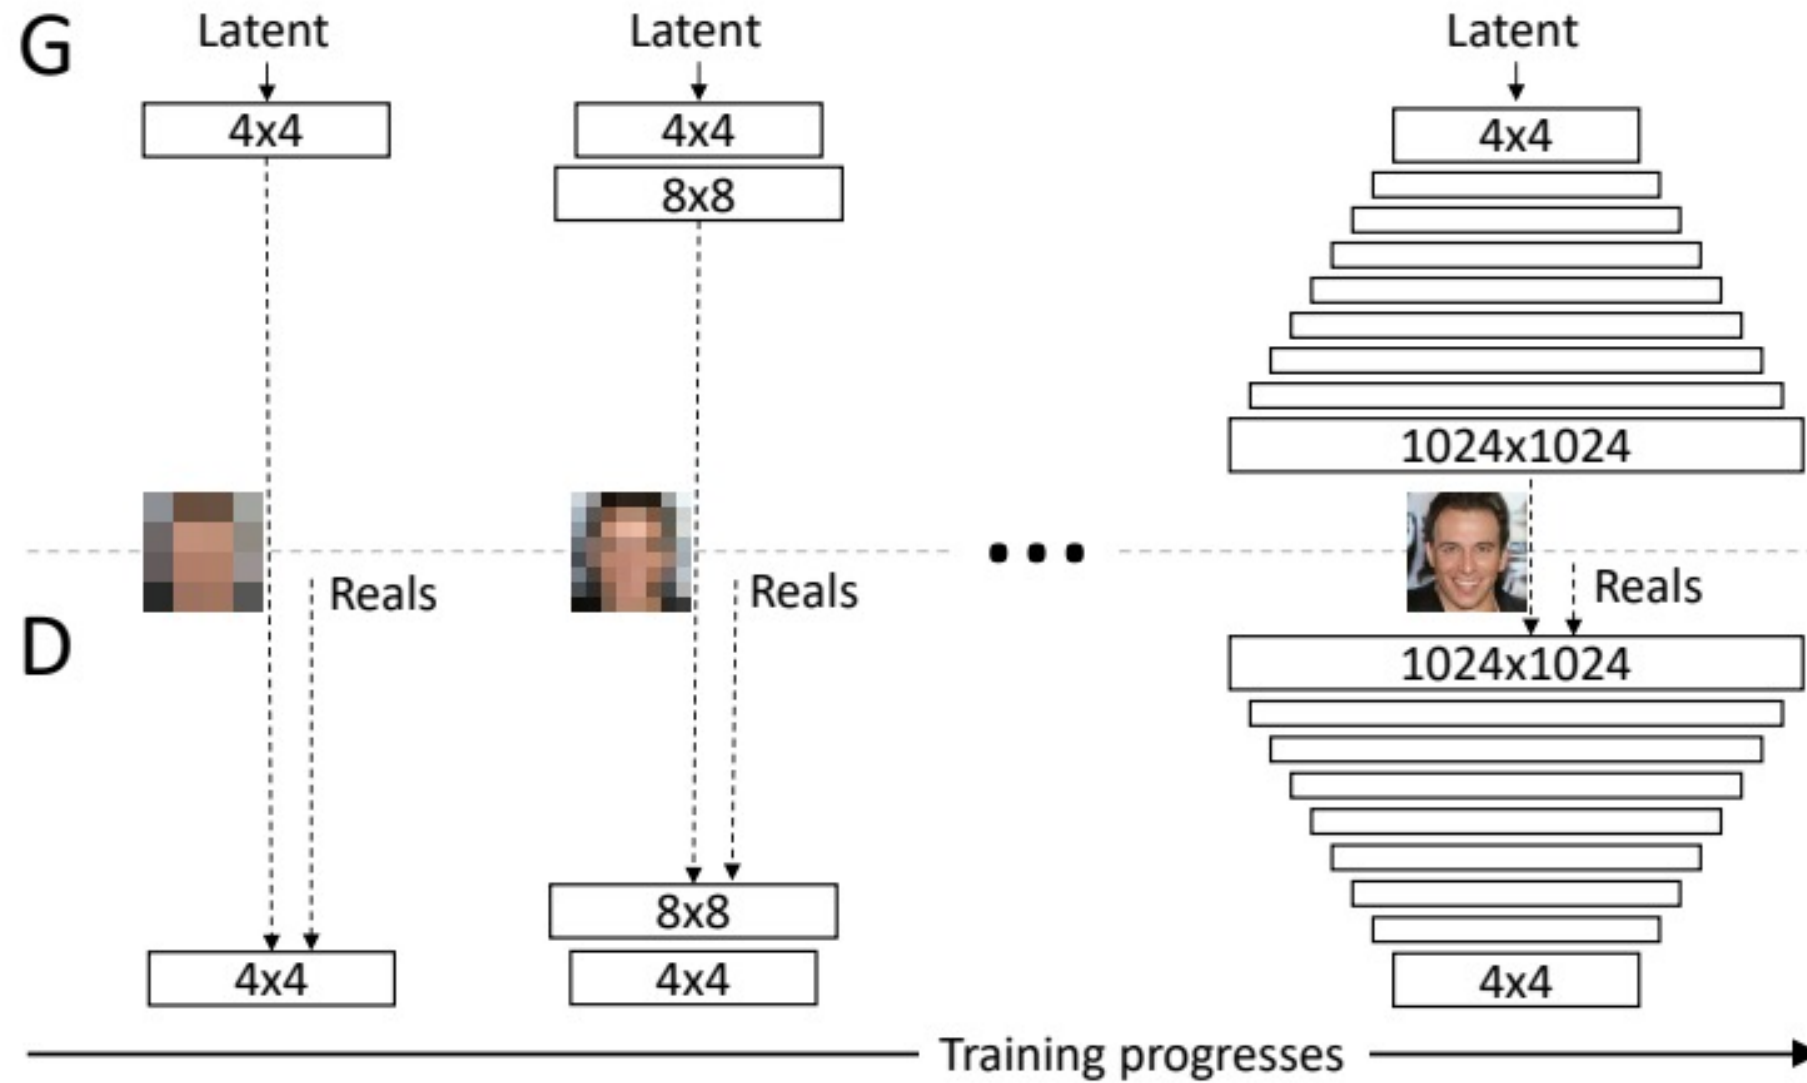 G
Latent
Latent
Latent
4x4
4x4
4x4
8x8
1024x1024
Reals
Reals
Reals
D
1024x1024
8x8
4x4
4x4
4x4
Training progresses